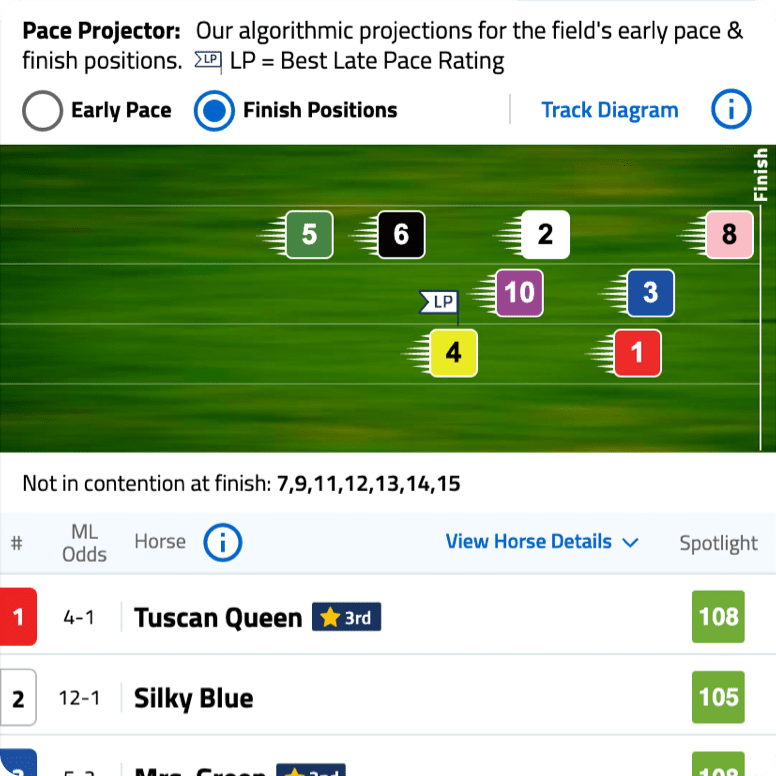 Pace Projector: Our algorithmic projections for the field's early pace &
finish positions. LP LP = Best Late Pace Rating
Early Pace Finish Positions Track Diagram i
Finish
5 6 2 8
LP 10 3
4 1
Not in contention at finish: 7,9,11,12,13,14,15
# ML Odds Horse i View Horse Details Spotlight
1 4-1 Tuscan Queen 3rd 108
2 12-1 Silky Blue 105
3 Mrs. Green 2nd 108